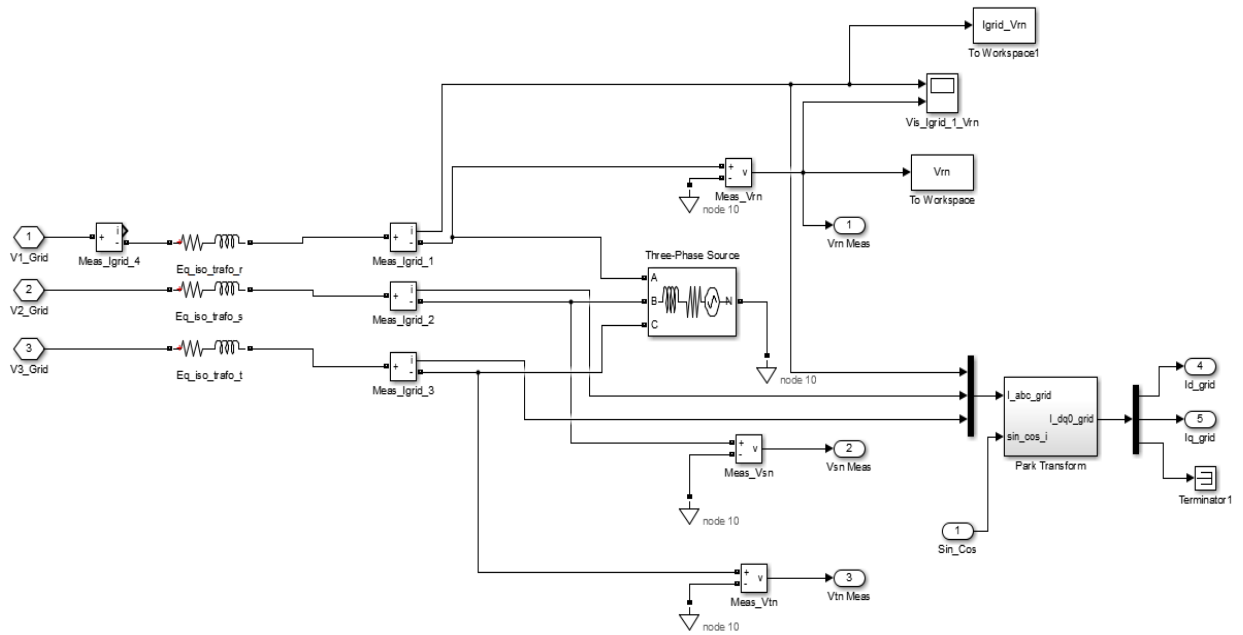 Igrid_Vrn
To Workspace1
Vis_Igrid_1_Vrn
+
-
v
Meas_Vrn
node 10
Vrn
To Workspace
1
Vrn Meas
1
V1_Grid
+
i
-
Meas_Igrid_4
Eq_iso_trafo_r
+
i
-
Meas_Igrid_1
Three-Phase Source
A
B
C
N
node 10
2
V2_Grid
Eq_iso_trafo_s
+
i
-
Meas_Igrid_2
3
V3_Grid
Eq_iso_trafo_t
+
i
-
Meas_Igrid_3
I_abc_grid
I_dq0_grid
sin_cos_i
Park Transform
4
Id_grid
5
Iq_grid
Terminator1
+
-
v
Meas_Vsn
node 10
2
Vsn Meas
1
Sin_Cos
+
-
v
Meas_Vtn
node 10
3
Vtn Meas